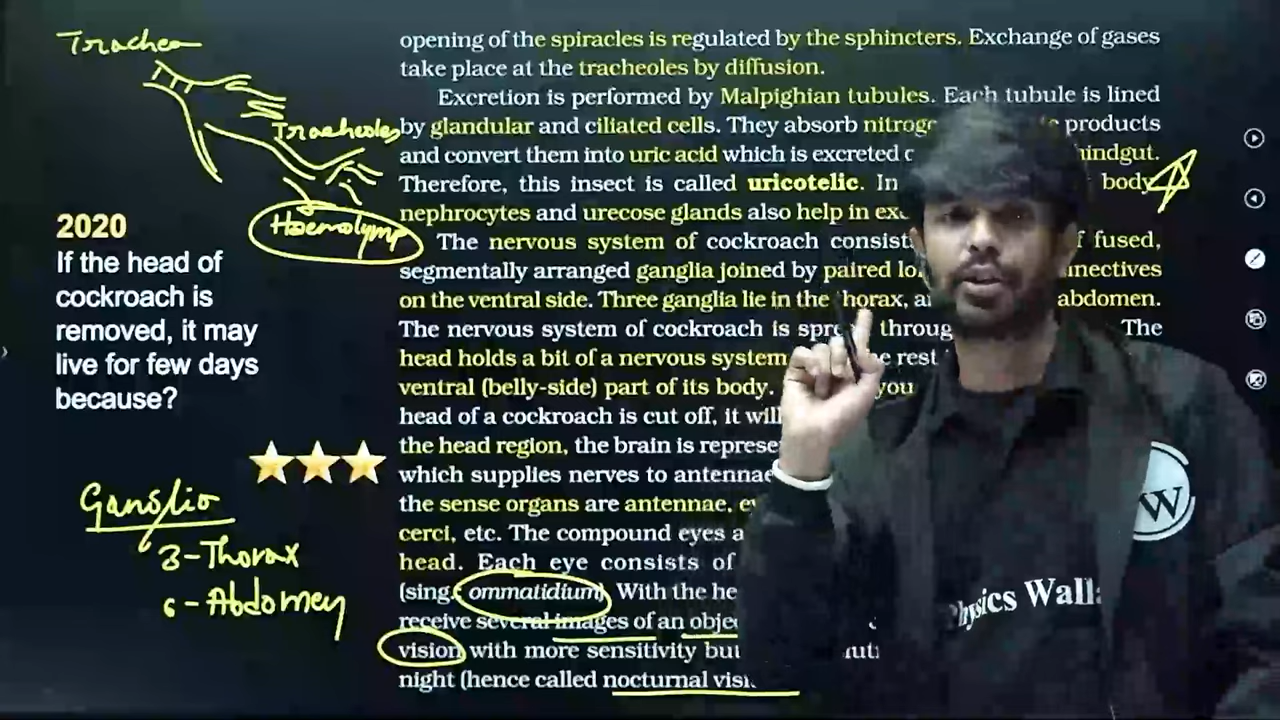 Trachea
Tracheoles
Haemolymp
2020
If the head of
cockroach is
removed, it may
live for few days
because?
Ganglio
3-Thorax
6-Abdomen
opening of the spiracles is regulated by the sphincters. Exchange of gases
take place at the tracheoles by diffusion.
Excretion is performed by Malpighian tubules. Each tubule is lined
by glandular and ciliated cells. They absorb products
and convert them into uric acid which is excreted hindgut.
Therefore, this insect is called uricotelic. In body
nephrocytes and urecose glands also help in
The nervous system of cockroach fused,
segmentally arranged ganglia joined by paired
on the ventral side. Three ganglia lie in the abdomen.
The nervous system of cockroach is The
head holds a bit of a nervous system rest
ventral (belly-side) part of its body. you
head of a cockroach is cut off, it
the head region, the brain is
which supplies nerves to
the sense organs are antennae,
cerci, etc. The compound eyes
head. Each eye consists of
(sing. ommatidium) With the
receive several images of an
vision with more sensitivity but
night (hence called nocturnal
W